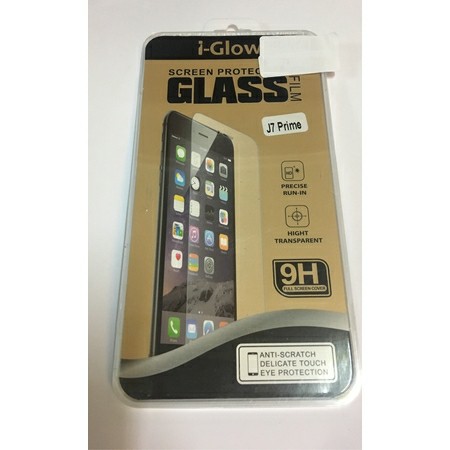 i-Glow
SCREEN PROTEC
GLASS
FILM
J7 Prime
PRECISE
RUN-IN
HIGHT
TRANSPARENT
9H
FULL SCREEN COVER
ANTI-SCRATCH
DELICATE TOUCH
EYE PROTECTION